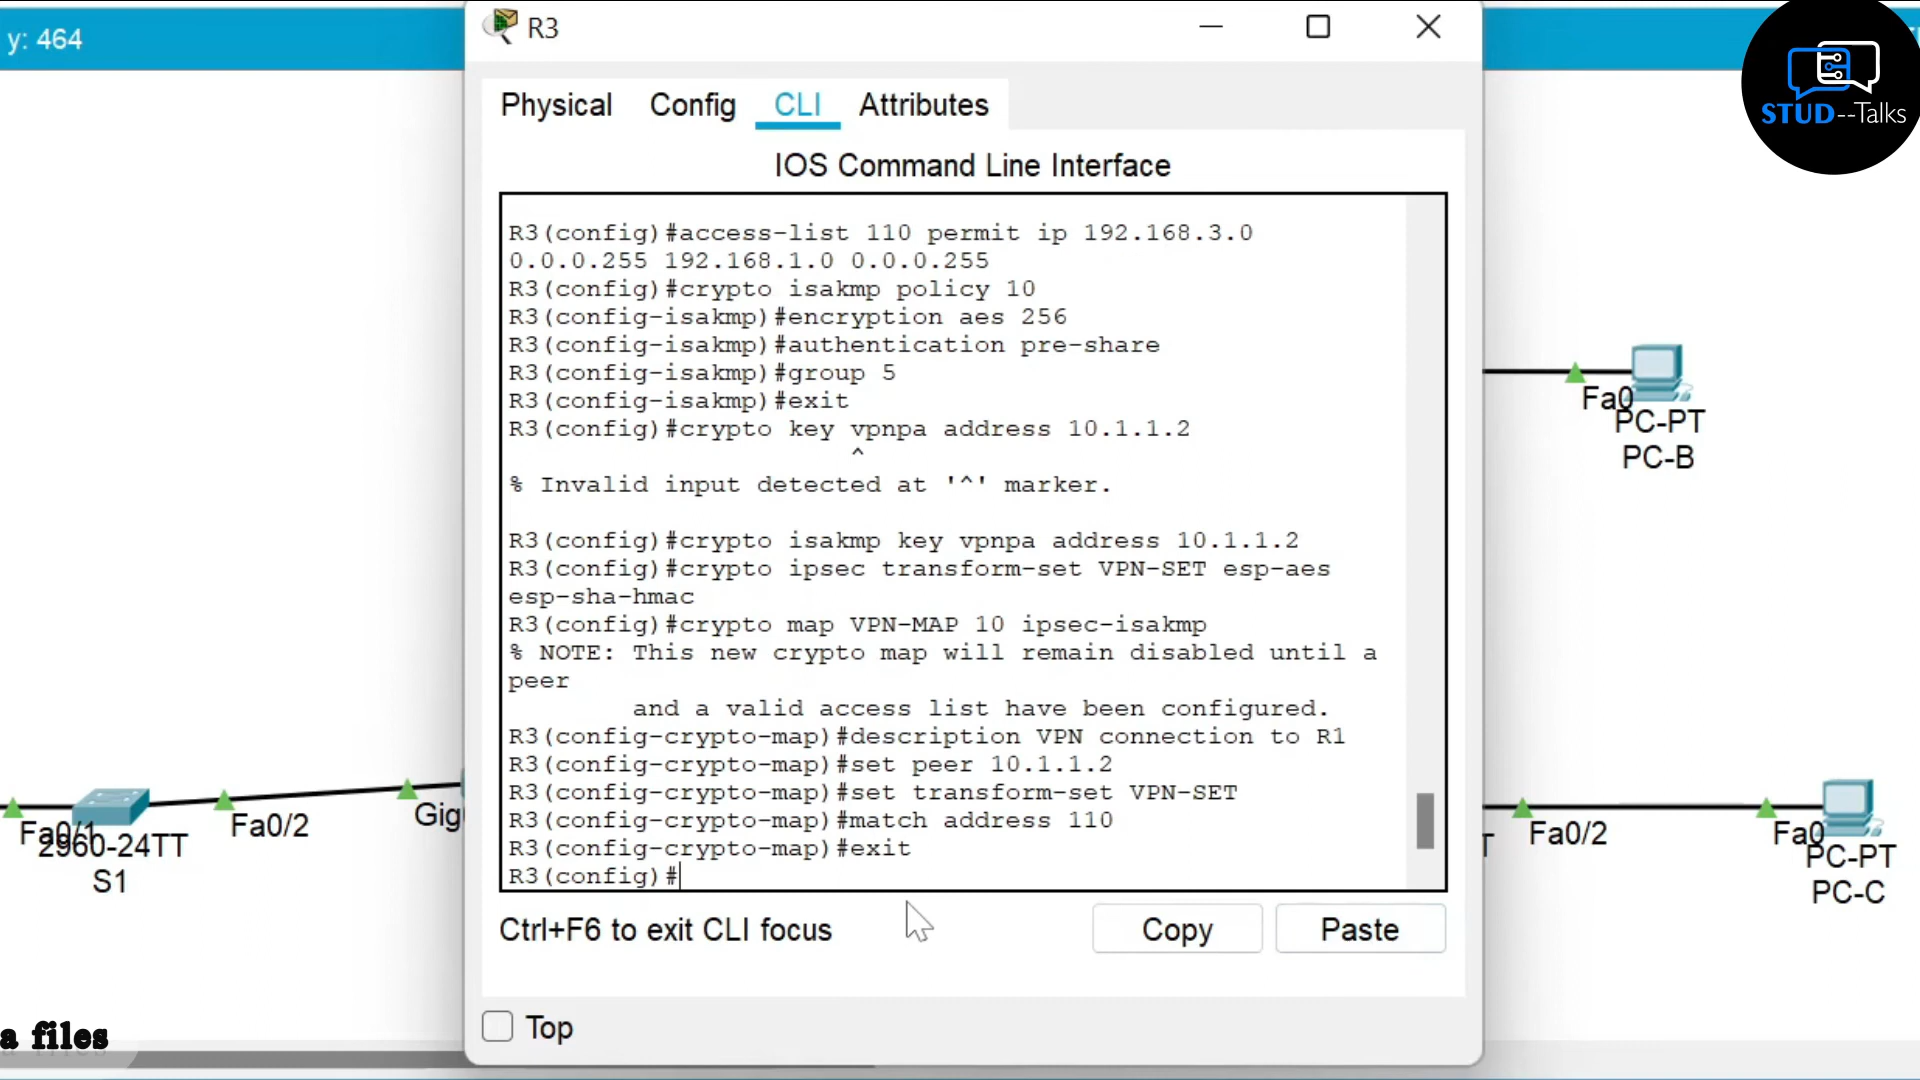 y: 464
R3
STUD--Talks
Physical Config CLI Attributes
IOS Command Line Interface
R3(config)#access-list 110 permit ip 192.168.3.0
0.0.0.255 192.168.1.0 0.0.0.255
R3(config)#crypto isakmp policy 10
R3(config-isakmp)#encryption aes 256
R3(config-isakmp)#authentication pre-share
R3(config-isakmp)#group 5
R3(config-isakmp)#exit
R3(config)#crypto key vpnpa address 10.1.1.2
^
% Invalid input detected at '^' marker.
R3(config)#crypto isakmp key vpnpa address 10.1.1.2
R3(config)#crypto ipsec transform-set VPN-SET esp-aes
esp-sha-hmac
R3(config)#crypto map VPN-MAP 10 ipsec-isakmp
% NOTE: This new crypto map will remain disabled until a
peer
and a valid access list have been configured.
R3(config-crypto-map)#description VPN connection to R1
R3(config-crypto-map)#set peer 10.1.1.2
R3(config-crypto-map)#set transform-set VPN-SET
R3(config-crypto-map)#match address 110
R3(config-crypto-map)#exit
R3(config)#
Ctrl+F6 to exit CLI focus
Copy Paste
Top
Fa0
PC-PT
PC-B
Fa0/1
2960-24TT
S1
Fa0/2
Gig
Fa0/2
Fa0
PC-PT
PC-C
a files